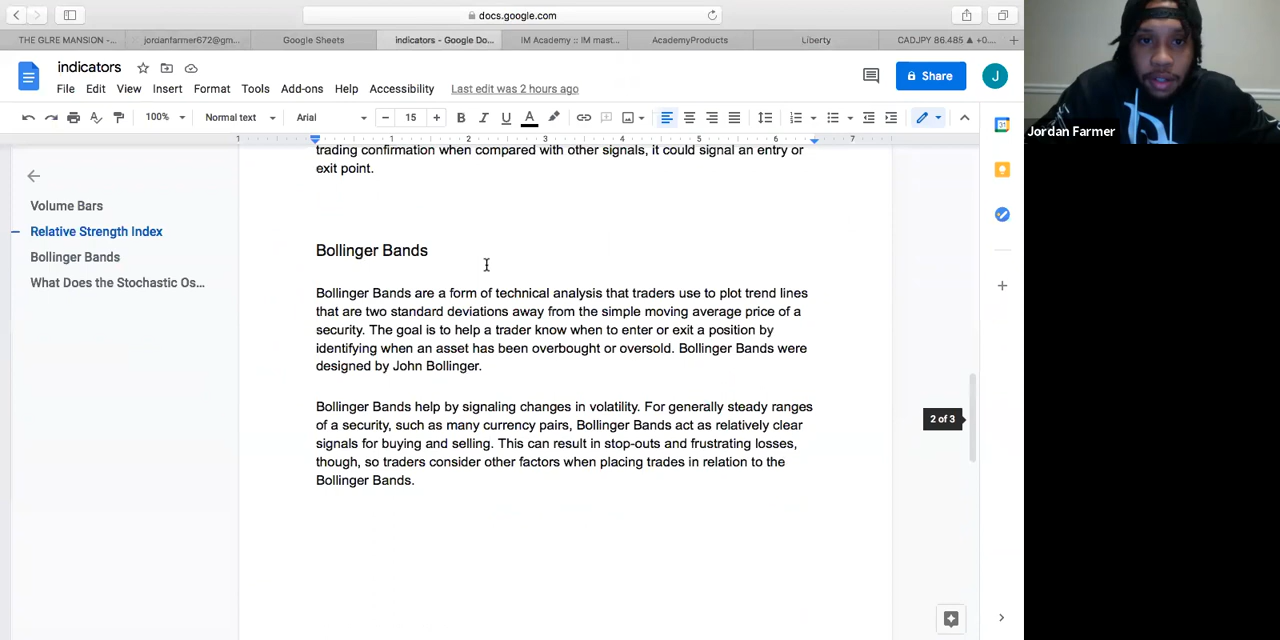 docs.google.com
THE GLRE MANSION -...
jordanfarmer672@gm...
Google Sheets
indicators - Google Do...
IM Academy :: IM mast...
AcademyProducts
Liberty
CADJPY 86.485 ▲ +0....
indicators
File Edit View Insert Format Tools Add-ons Help Accessibility Last edit was 2 hours ago
Share
J
100% Normal text Arial 15 B I U A
1 1 2 3 4 5 6 7
trading confirmation when compared with other signals, it could signal an entry or
exit point.
Volume Bars
Relative Strength Index
Bollinger Bands
What Does the Stochastic Os...
Bollinger Bands
Bollinger Bands are a form of technical analysis that traders use to plot trend lines
that are two standard deviations away from the simple moving average price of a
security. The goal is to help a trader know when to enter or exit a position by
identifying when an asset has been overbought or oversold. Bollinger Bands were
designed by John Bollinger.
Bollinger Bands help by signaling changes in volatility. For generally steady ranges
of a security, such as many currency pairs, Bollinger Bands act as relatively clear
signals for buying and selling. This can result in stop-outs and frustrating losses,
though, so traders consider other factors when placing trades in relation to the
Bollinger Bands.
2 of 3
31
Jordan Farmer